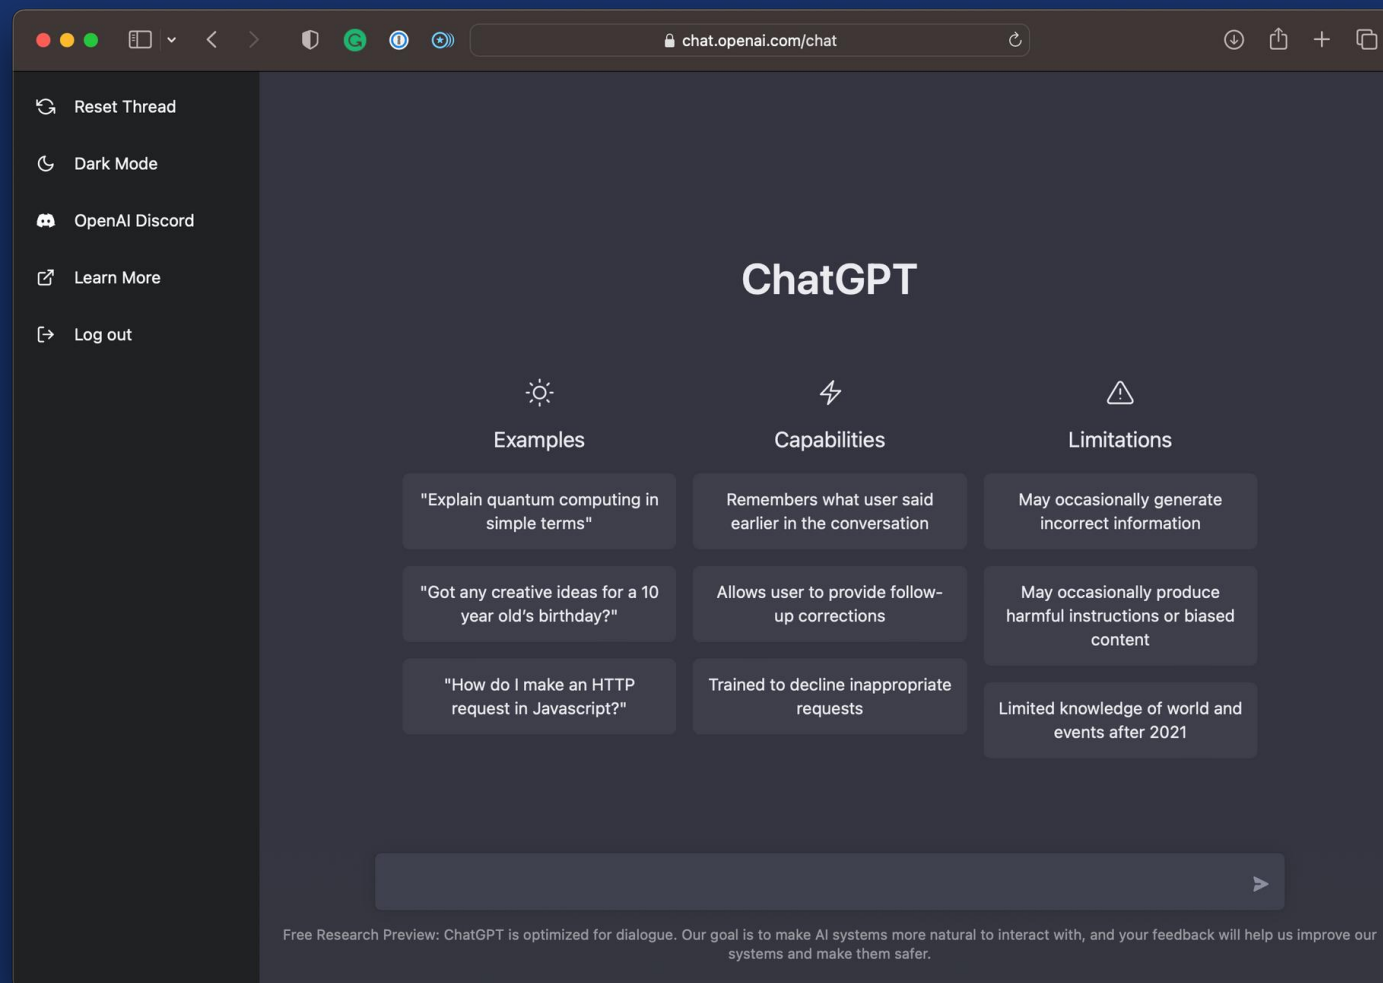 chat.openai.com/chat
Reset Thread
Dark Mode
OpenAI Discord
Learn More
Log out
ChatGPT
Examples
"Explain quantum computing in
simple terms"
"Got any creative ideas for a 10
year old’s birthday?"
"How do I make an HTTP
request in Javascript?"
Capabilities
Remembers what user said
earlier in the conversation
Allows user to provide follow-
up corrections
Trained to decline inappropriate
requests
Limitations
May occasionally generate
incorrect information
May occasionally produce
harmful instructions or biased
content
Limited knowledge of world and
events after 2021
Free Research Preview: ChatGPT is optimized for dialogue. Our goal is to make AI systems more natural to interact with, and your feedback will help us improve our
systems and make them safer.